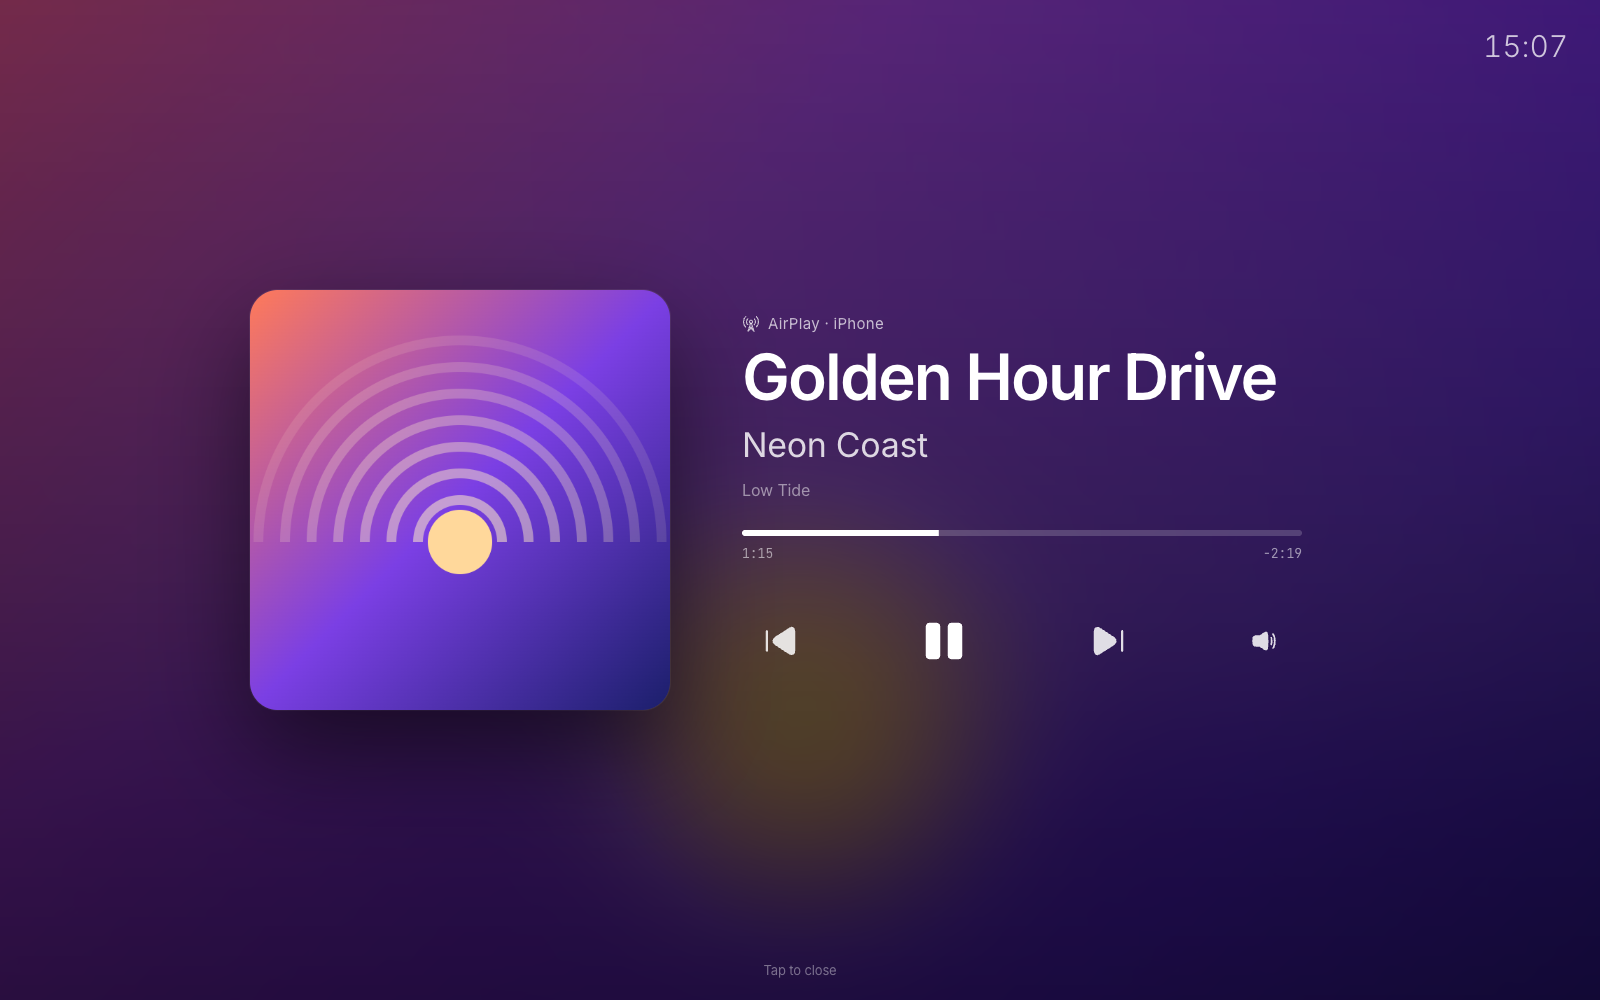 15:07
AirPlay · iPhone
Golden Hour Drive
Neon Coast
Low Tide
1:15 -2:19
Tap to close